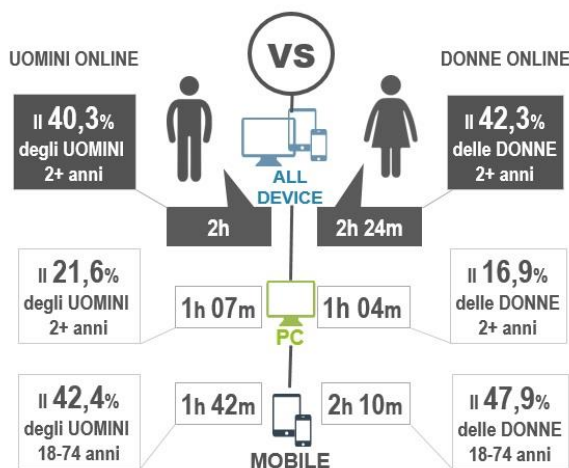 VS
UOMINI ONLINE
DONNE ONLINE
Il 40,3%
degli UOMINI
2+ anni
Il 42,3%
delle DONNE
2+ anni
ALL
DEVICE
2h
2h 24m
Il 21,6%
degli UOMINI
2+ anni
1h 07m
PC
1h 04m
Il 16,9%
delle DONNE
2+ anni
Il 42,4%
degli UOMINI
18-74 anni
1h 42m
MOBILE
2h 10m
Il 47,9%
delle DONNE
18-74 anni